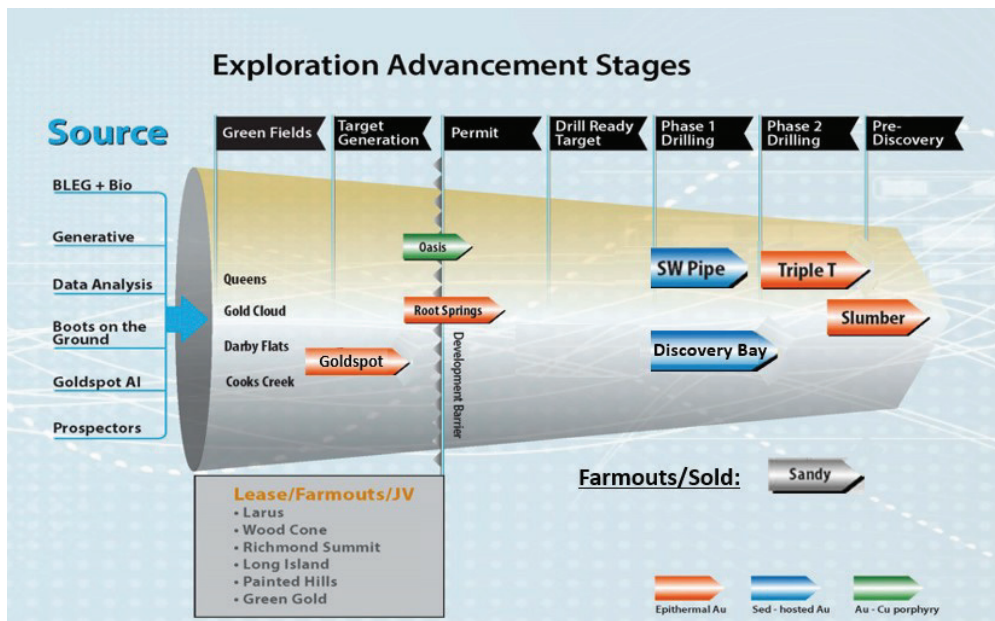 Exploration Advancement Stages
Source
Green Fields
Target
Generation
Permit
Drill Ready
Target
Phase 1
Drilling
Phase 2
Drilling
Pre-
Discovery
BLEG + Bio
Generative
Data Analysis
Boots on the
Ground
Goldspot AI
Prospectors
Queens
Gold Cloud
Darby Flats
Cooks Creek
Oasis
Root Springs
Goldspot
Development Barrier
SW Pipe
Triple T
Slumber
Discovery Bay
Farmouts/Sold:
Sandy
Lease/Farmouts/JV
• Larus
• Wood Cone
• Richmond Summit
• Long Island
• Painted Hills
• Green Gold
Epithermal Au
Sed - hosted Au
Au - Cu porphyry